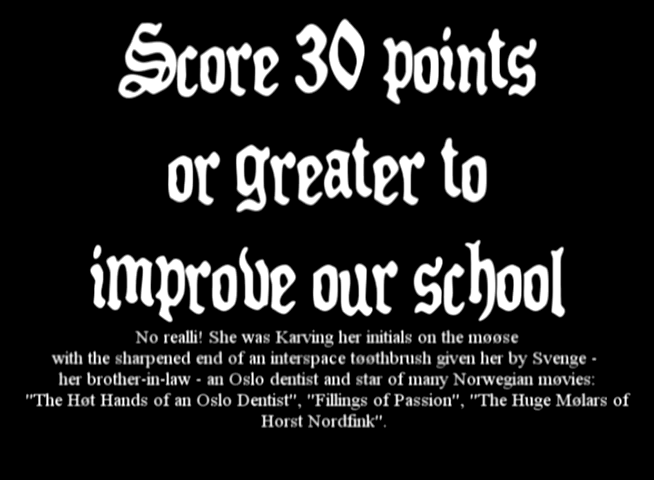 Score 30 points
or greater to
improve our school
No realli! She was Karving her initials on the møøse
with the sharpened end of an interspace tøøthbrush given her by Svenge -
her brother-in-law - an Oslo dentist and star of many Norwegian møvies:
"The Høt Hands of an Oslo Dentist", "Fillings of Passion", "The Huge Mølars of
Horst Nordfink".